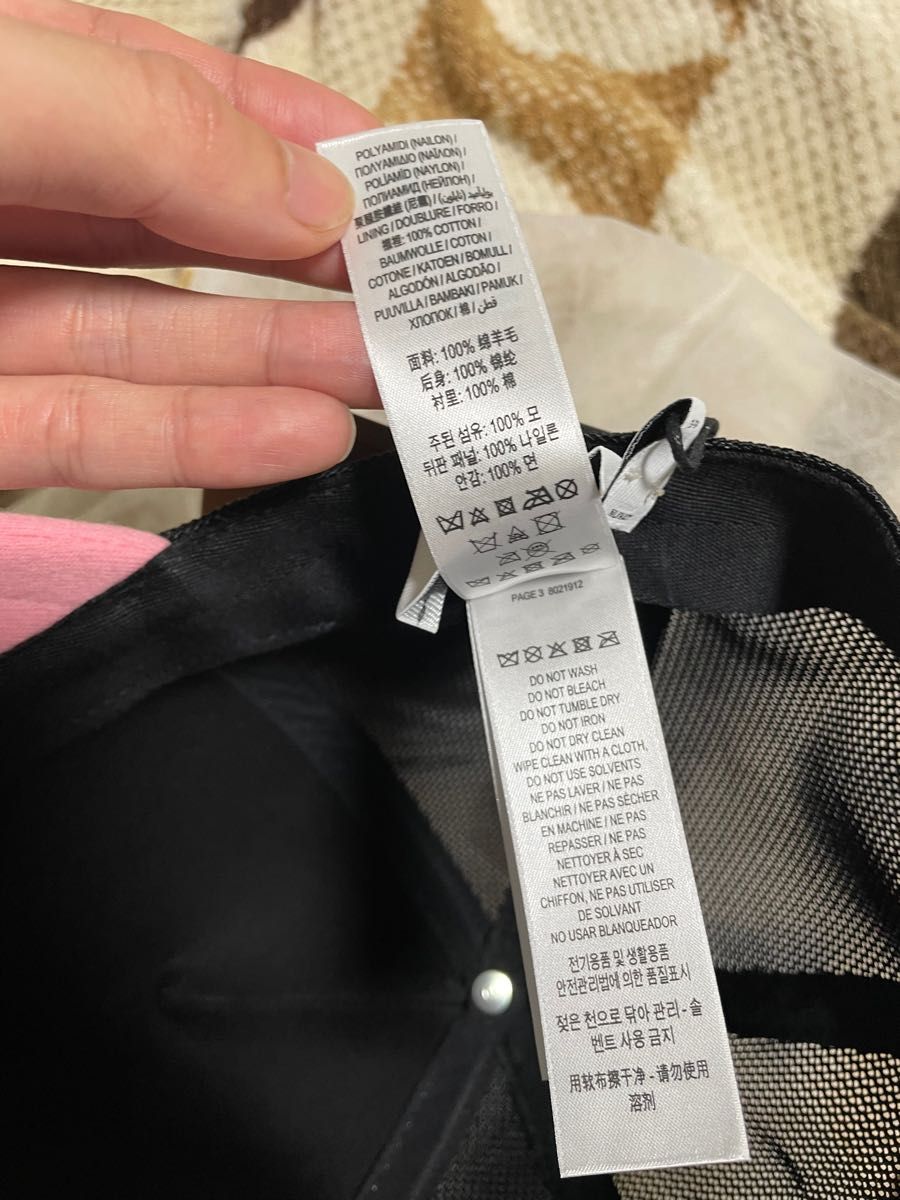 POLYAMIDI (NAILON) /
ΠΟΛΥΑΜΙΔΙΟ (ΝΑΪΛΟΝ) /
POLİAMİD (NAYLON) /
ПОЛИАМИД (НЕЙЛОН) /
聚醯胺纖維 (尼龍) /
LINING / DOUBLURE / FORRO /
裡: 100% COTTON /
BAUMWOLLE / COTON /
COTONE / KATOEN / BOMULL /
ALGODÓN / ALGODÃO /
PUUVILLA / BAMBAKI / PAMUK /
ХЛОПОК / 棉 / قطن
面料: 100% 绵羊毛
后身: 100% 锦纶
衬里: 100% 棉
주된 섬유: 100% 모
뒤판 패널: 100% 나일론
안감: 100% 면
PAGE 3 8021912
DO NOT WASH
DO NOT BLEACH
DO NOT TUMBLE DRY
DO NOT IRON
DO NOT DRY CLEAN
WIPE CLEAN WITH A CLOTH,
DO NOT USE SOLVENTS
NE PAS LAVER / NE PAS
BLANCHIR / NE PAS SÉCHER
EN MACHINE / NE PAS
REPASSER / NE PAS
NETTOYER À SEC
NETTOYER AVEC UN
CHIFFON, NE PAS UTILISER
DE SOLVANT
NO USAR BLANQUEADOR
전기용품 및 생활용품
안전관리법에 의한 품질표시
젖은 천으로 닦아 관리 - 솔
벤트 사용 금지
用软布擦干净 - 请勿使用
溶剂